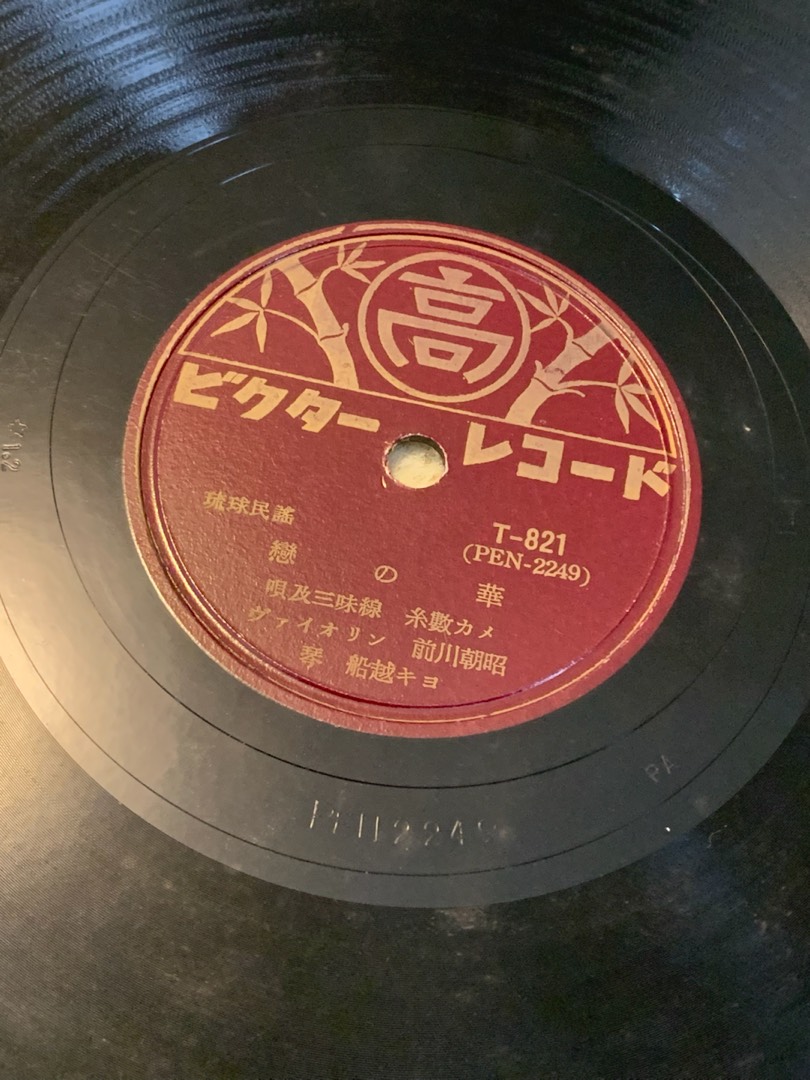 高
ビクター レコード
琉球民謠
T-821
(PEN-2249)
戀の華
唄及三味線 糸數カメ
ヴァイオリン 前川朝昭
琴 船越キヨ
PA